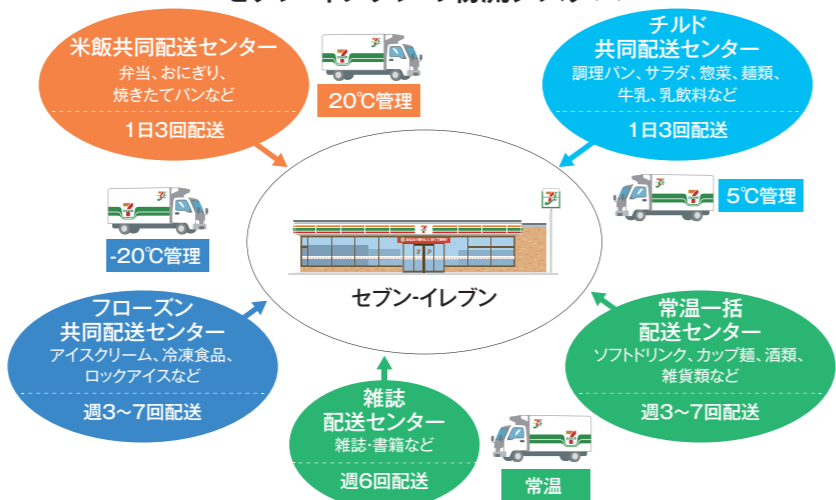 米飯共同配送センター
弁当、おにぎり、
焼きたてパンなど
1日3回配送
20℃管理
チルド
共同配送センター
調理パン、サラダ、惣菜、麺類、
牛乳、乳飲料など
1日3回配送
5℃管理
-20℃管理
セブン-イレブン
フローズン
共同配送センター
アイスクリーム、冷凍食品、
ロックアイスなど
週3～7回配送
雑誌
配送センター
雑誌・書籍など
週6回配送
常温一括
配送センター
ソフトドリンク、カップ麺、酒類、
雑貨類など
週3～7回配送
常温